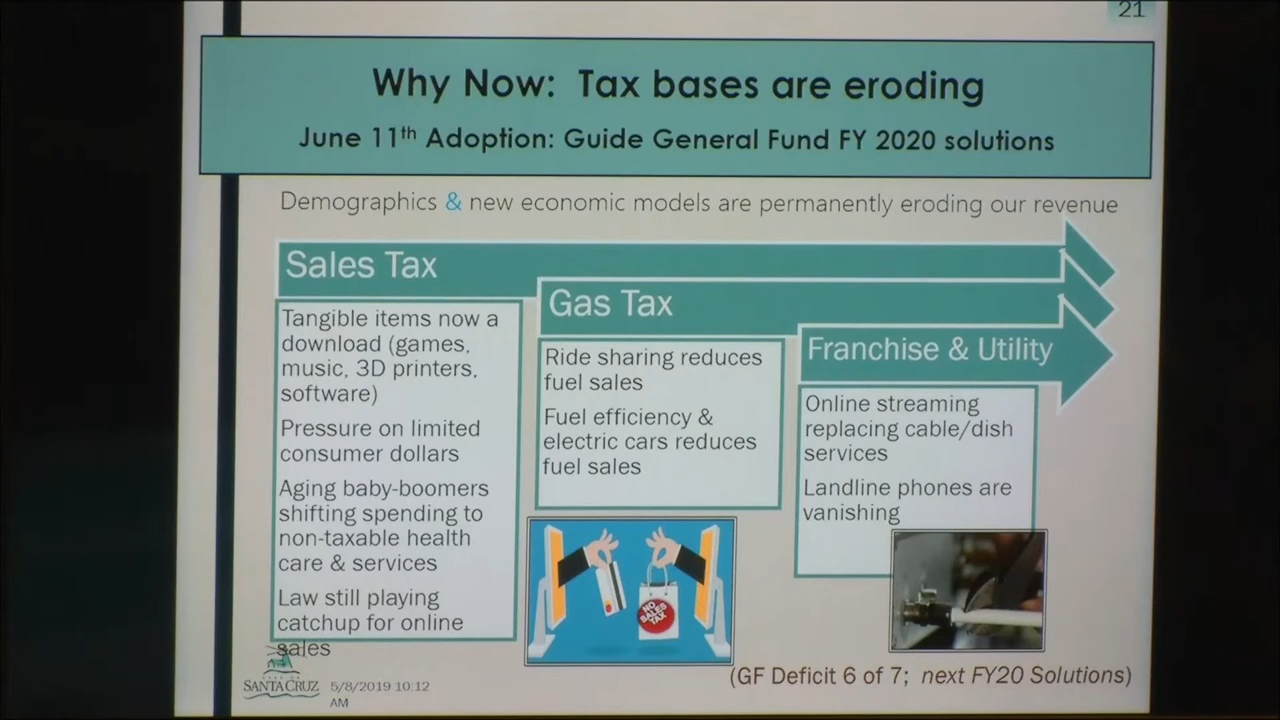 21
Why Now: Tax bases are eroding
June 11th Adoption: Guide General Fund FY 2020 solutions
Demographics & new economic models are permanently eroding our revenue
Sales Tax
Tangible items now a
download (games,
music, 3D printers,
software)
Pressure on limited
consumer dollars
Aging baby-boomers
shifting spending to
non-taxable health
care & services
Law still playing
catchup for online
sales
Gas Tax
Ride sharing reduces
fuel sales
Fuel efficiency &
electric cars reduces
fuel sales
Franchise & Utility
Online streaming
replacing cable/dish
services
Landline phones are
vanishing
NO
SALES
TAX
(GF Deficit 6 of 7; next FY20 Solutions)
SANTA CRUZ
5/8/2019 10:12
AM